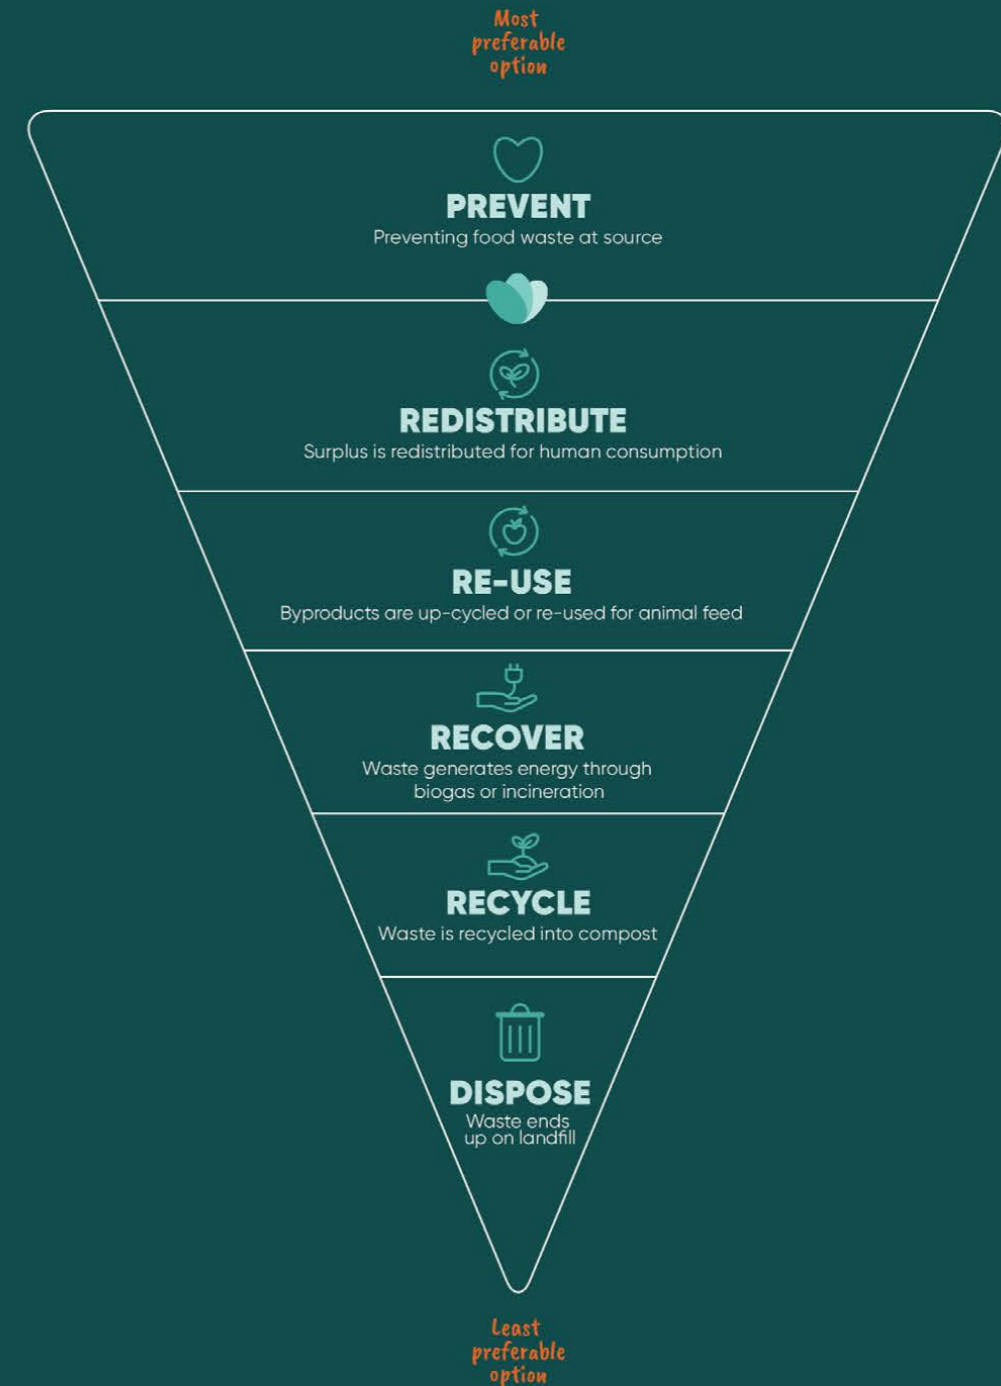 Most
preferable
option
PREVENT
Preventing food waste at source
REDISTRIBUTE
Surplus is redistributed for human consumption
RE-USE
Byproducts are up-cycled or re-used for animal feed
RECOVER
Waste generates energy through
biogas or incineration
RECYCLE
Waste is recycled into compost
DISPOSE
Waste ends
up on landfill
Least
preferable
option